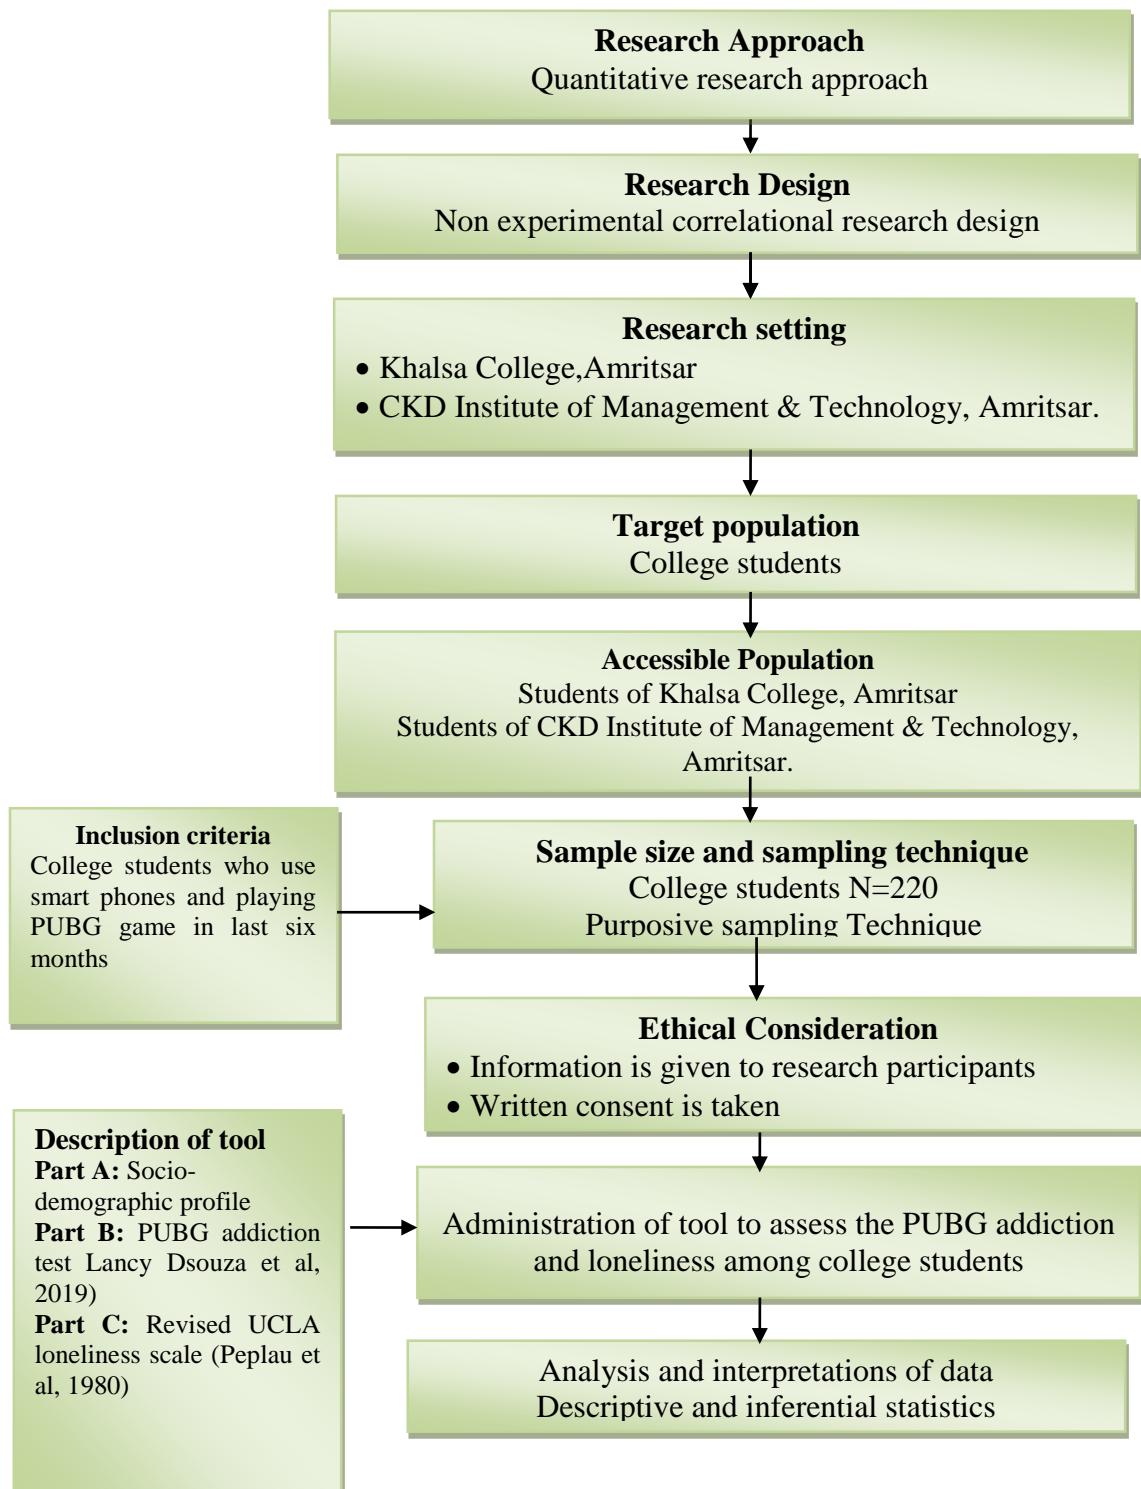 Research Approach
Quantitative research approach
Research Design
Non experimental correlational research design
Research setting
• Khalsa College,Amritsar
• CKD Institute of Management & Technology, Amritsar.
Target population
College students
Accessible Population
Students of Khalsa College, Amritsar
Students of CKD Institute of Management & Technology,
Amritsar.
Inclusion criteria
College students who use
smart phones and playing
PUBG game in last six
months
Sample size and sampling technique
College students N=220
Purposive sampling Technique
Ethical Consideration
• Information is given to research participants
• Written consent is taken
Description of tool
Part A: Socio-
demographic profile
Part B: PUBG addiction
test Lancy Dsouza et al,
2019)
Part C: Revised UCLA
loneliness scale (Peplau et
al, 1980)
Administration of tool to assess the PUBG addiction
and loneliness among college students
Analysis and interpretations of data
Descriptive and inferential statistics